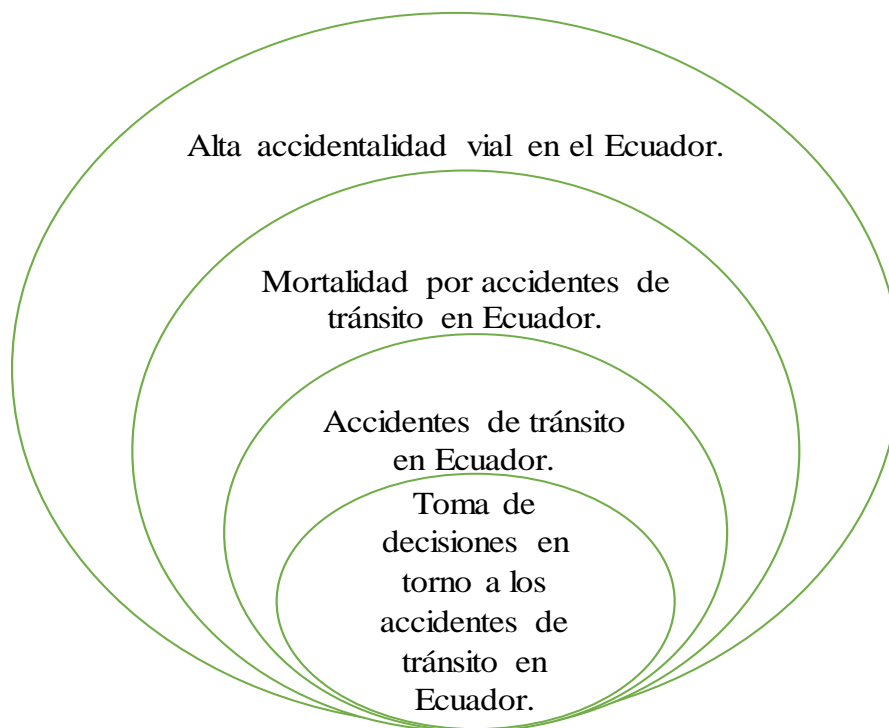 Alta accidentalidad vial en el Ecuador.
Mortalidad por accidentes de
tránsito en Ecuador.
Accidentes de tránsito
en Ecuador.
Toma de
decisiones en
torno a los
accidentes de
tránsito en
Ecuador.